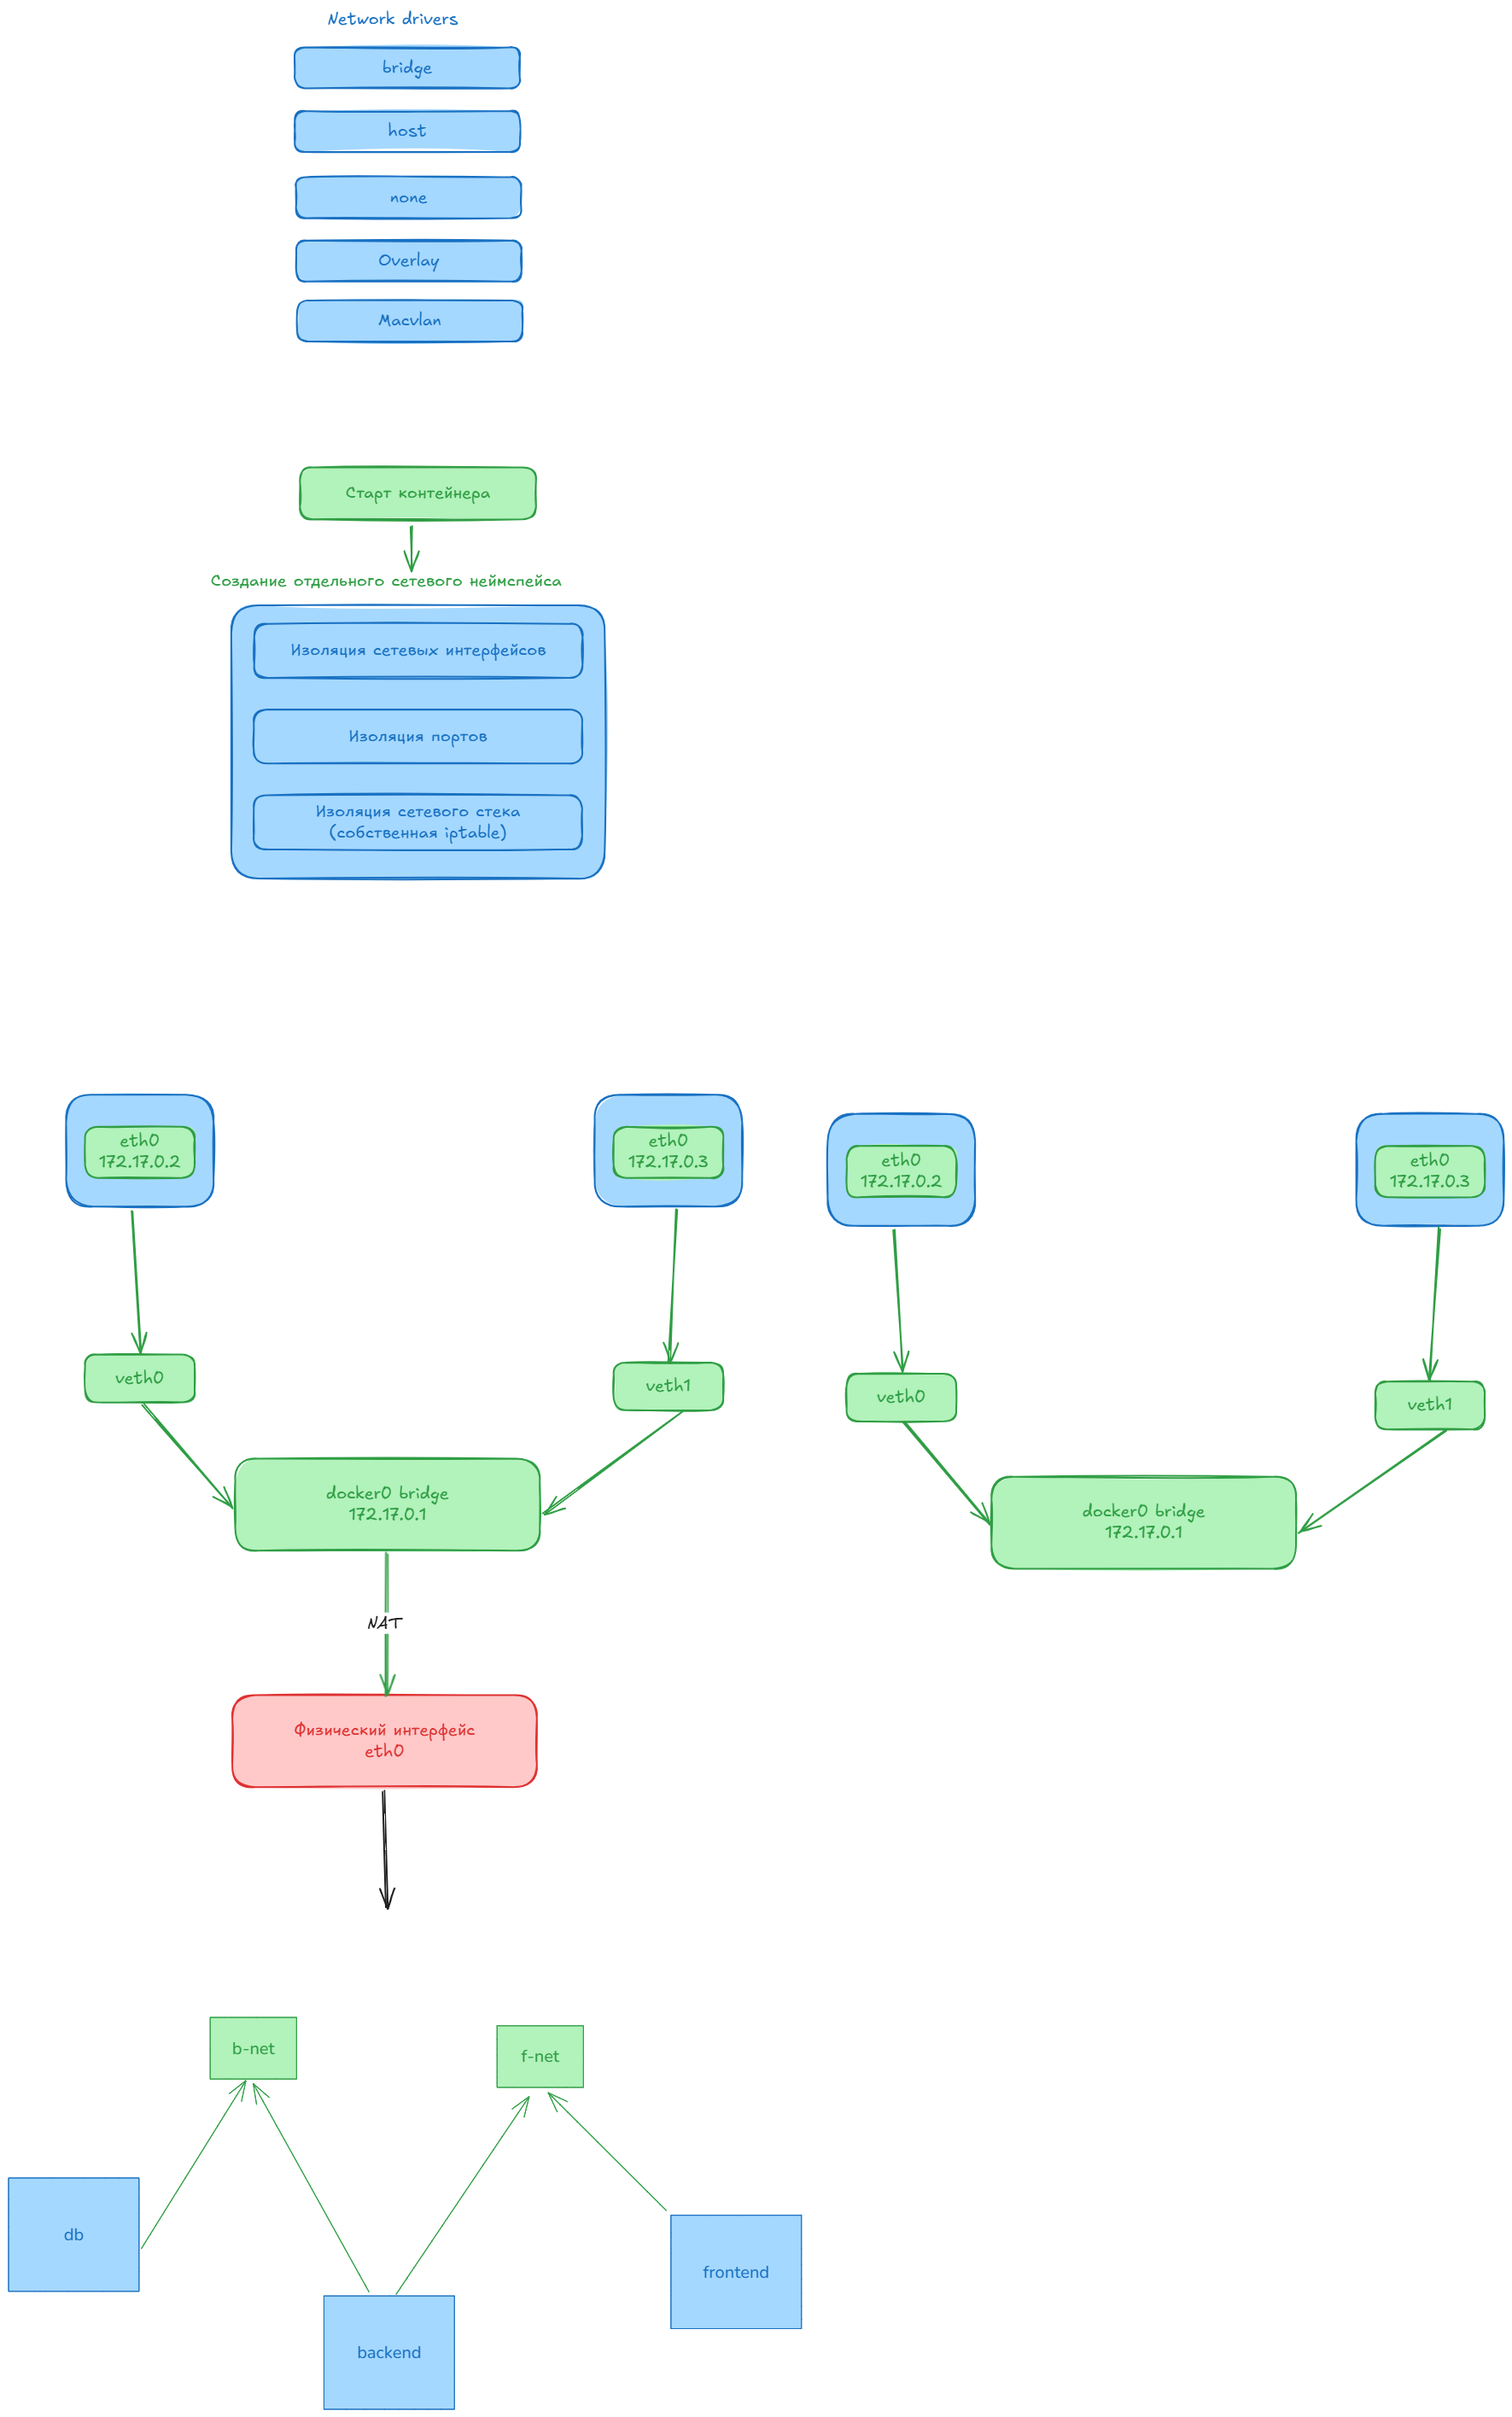 Network drivers
bridge
host
none
Overlay
Macvlan
Старт контейнера
Создание отдельного сетевого неймспейса
Изоляция сетевых интерфейсов
Изоляция портов
Изоляция сетевого стека
(собственная iptable)
eth0
172.17.0.2
eth0
172.17.0.3
veth0
veth1
docker0 bridge
172.17.0.1
NAT
Физический интерфейс
eth0
eth0
172.17.0.2
eth0
172.17.0.3
veth0
veth1
docker0 bridge
172.17.0.1
b-net
f-net
db
frontend
backend